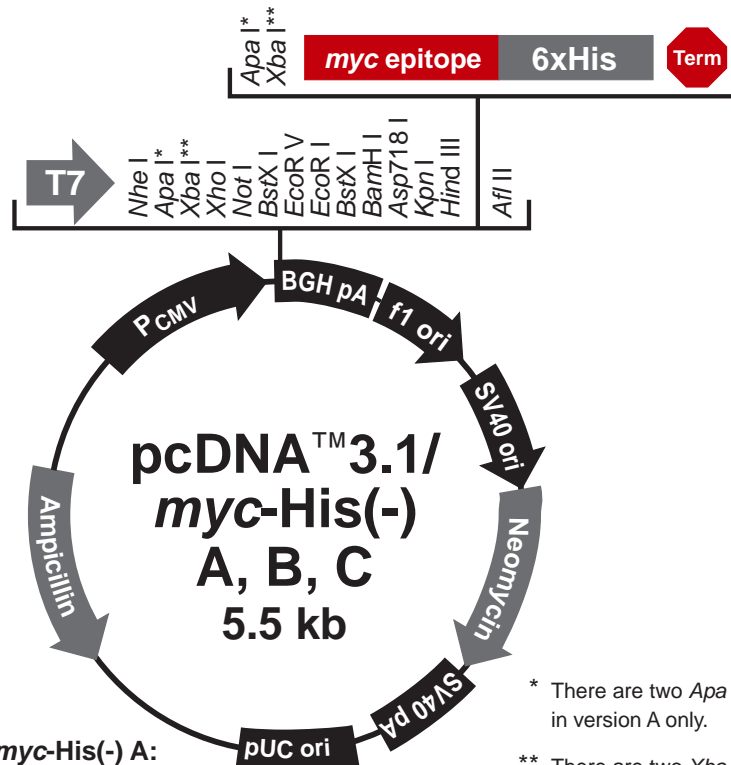 Apa I*
Xba I**
myc epitope
6xHis
Term
T7
Nhe I
Apa I*
Xba I**
Xho I
Not I
BstX I
EcoR V
EcoR I
BstX I
BamH I
Asp718 I
Kpn I
Hind III
Afl II
PCMV
BGH pA
f1 ori
SV40 ori
Neomycin
SV40 pA
pUC ori
Ampicillin
pcDNA™3.1/
myc-His(-)
A, B, C
5.5 kb
* There are two Apa
in version A only.
** There are two Xba
myc-His(-) A: